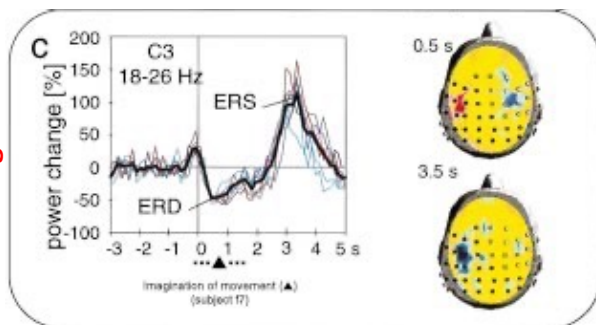 C
C3
18-26 Hz
power change [%]
150
100
50
0
-50
-100
ERS
ERD
-3 -2 -1 0 1 2 3 4 5 s
Imagination of movement (▲)
(subject f7)
0.5 s
3.5 s